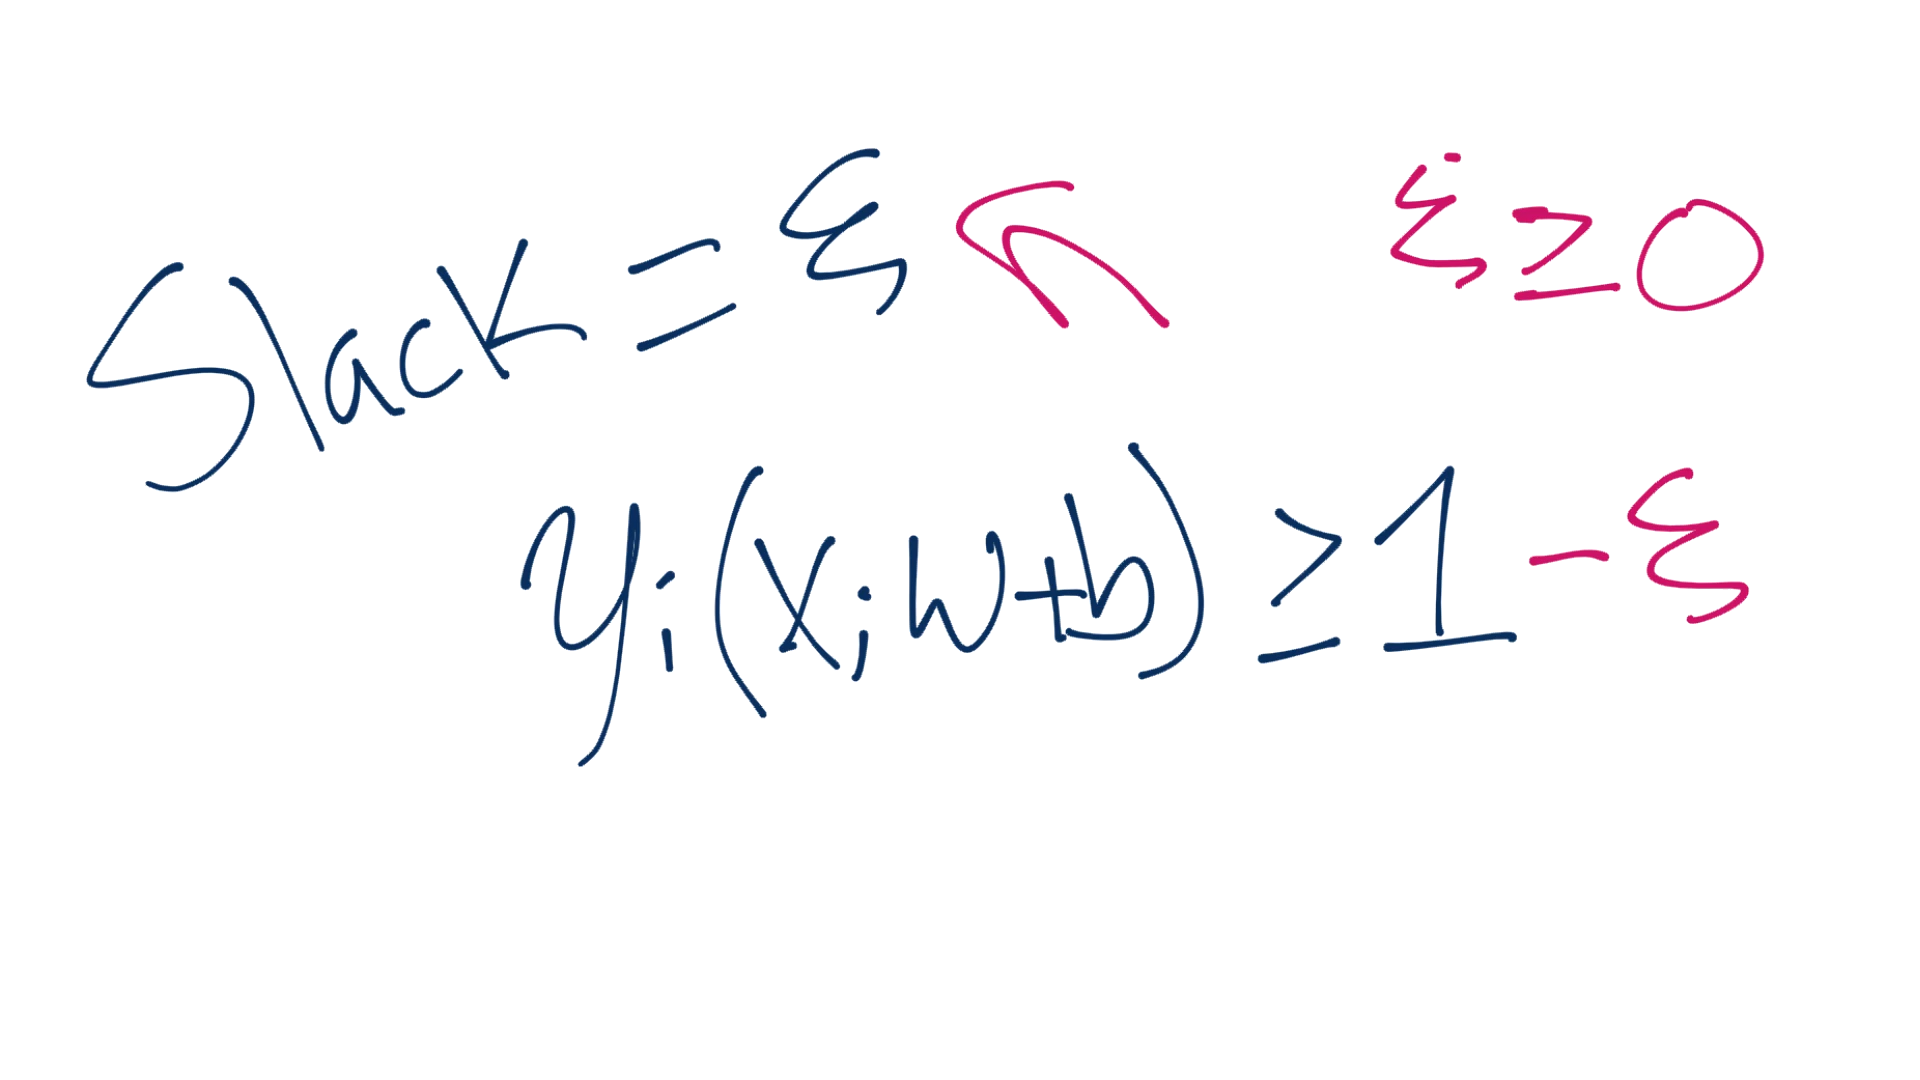 Slack = ξ ξ ≥ 0
yᵢ(xᵢw+b) ≥ 1 - ξ